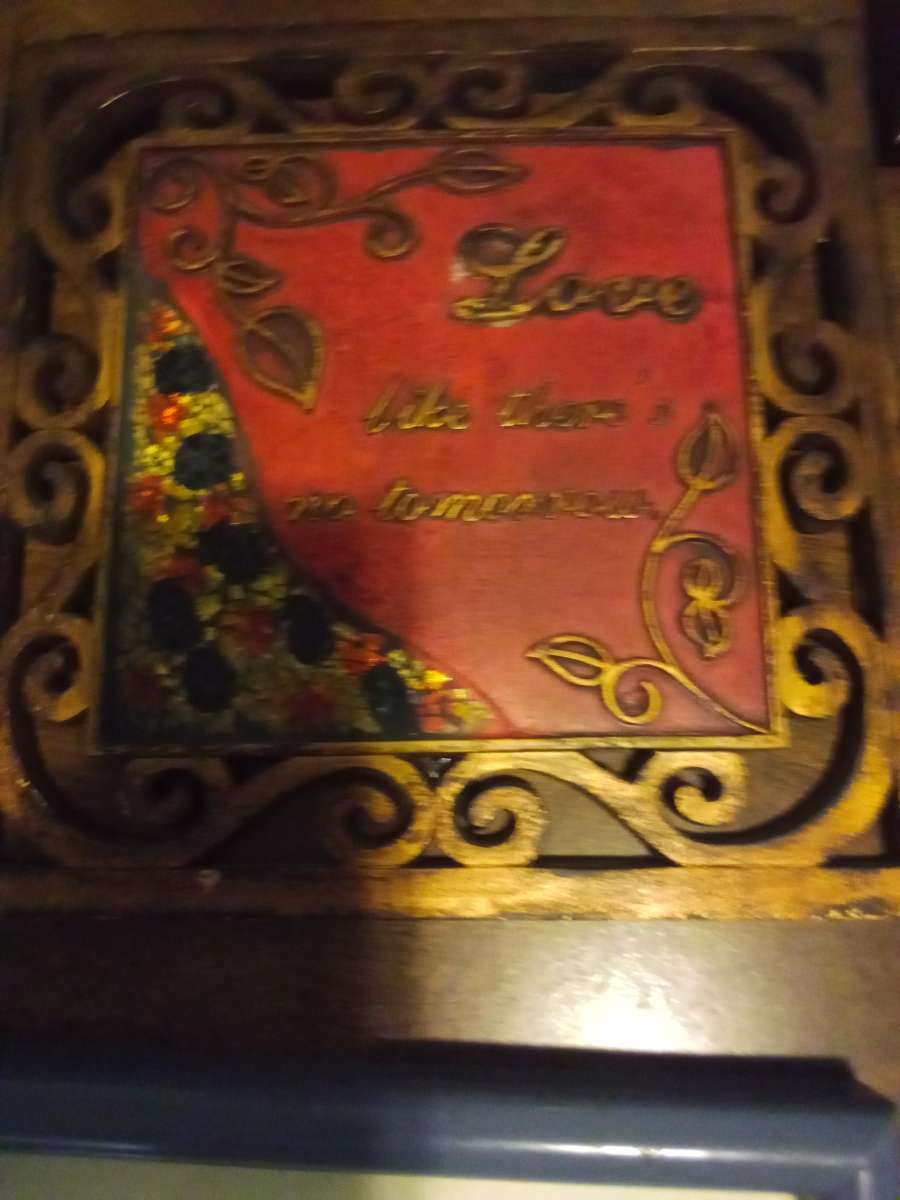 Love
like there's
no tomorrow.